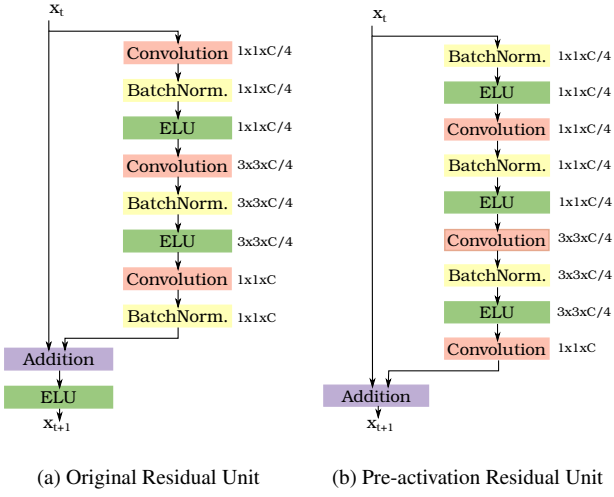 x_t
Convolution 1x1xC/4
BatchNorm. 1x1xC/4
ELU 1x1xC/4
Convolution 3x3xC/4
BatchNorm. 3x3xC/4
ELU 3x3xC/4
Convolution 1x1xC
BatchNorm. 1x1xC
Addition
ELU
x_{t+1}
(a) Original Residual Unit
x_t
BatchNorm. 1x1xC/4
ELU 1x1xC/4
Convolution 1x1xC/4
BatchNorm. 1x1xC/4
ELU 1x1xC/4
Convolution 3x3xC/4
BatchNorm. 3x3xC/4
ELU 3x3xC/4
Convolution 1x1xC
Addition
x_{t+1}
(b) Pre-activation Residual Unit